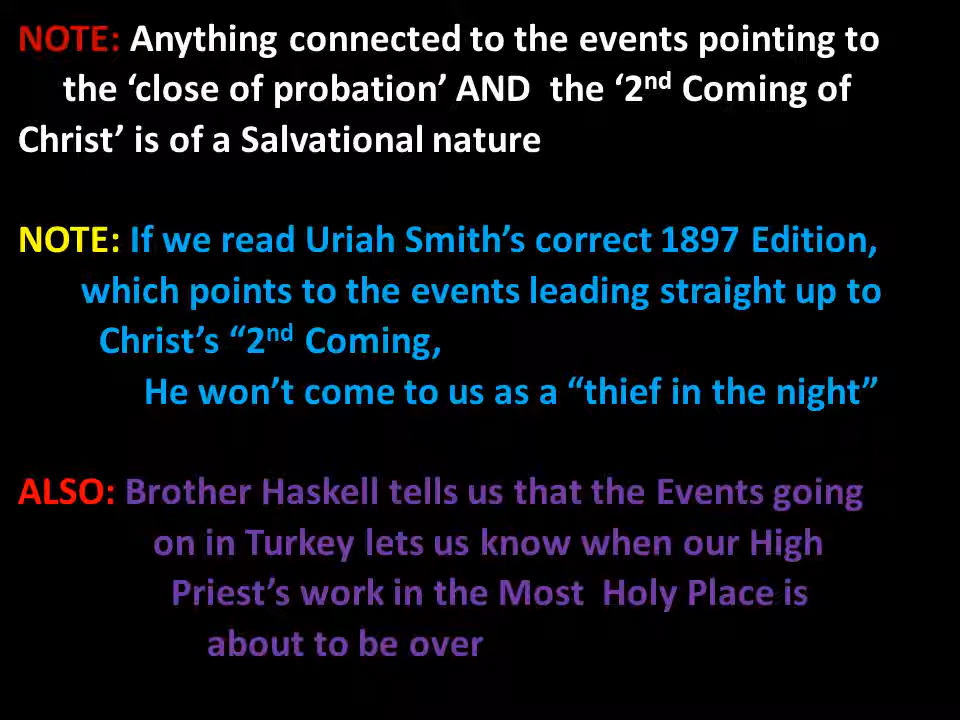 NOTE: Anything connected to the events pointing to
the ‘close of probation’ AND the ‘2nd Coming of
Christ’ is of a Salvational nature
NOTE: If we read Uriah Smith’s correct 1897 Edition,
which points to the events leading straight up to
Christ’s “2nd Coming,
He won’t come to us as a “thief in the night”
ALSO: Brother Haskell tells us that the Events going
on in Turkey lets us know when our High
Priest’s work in the Most Holy Place is
about to be over